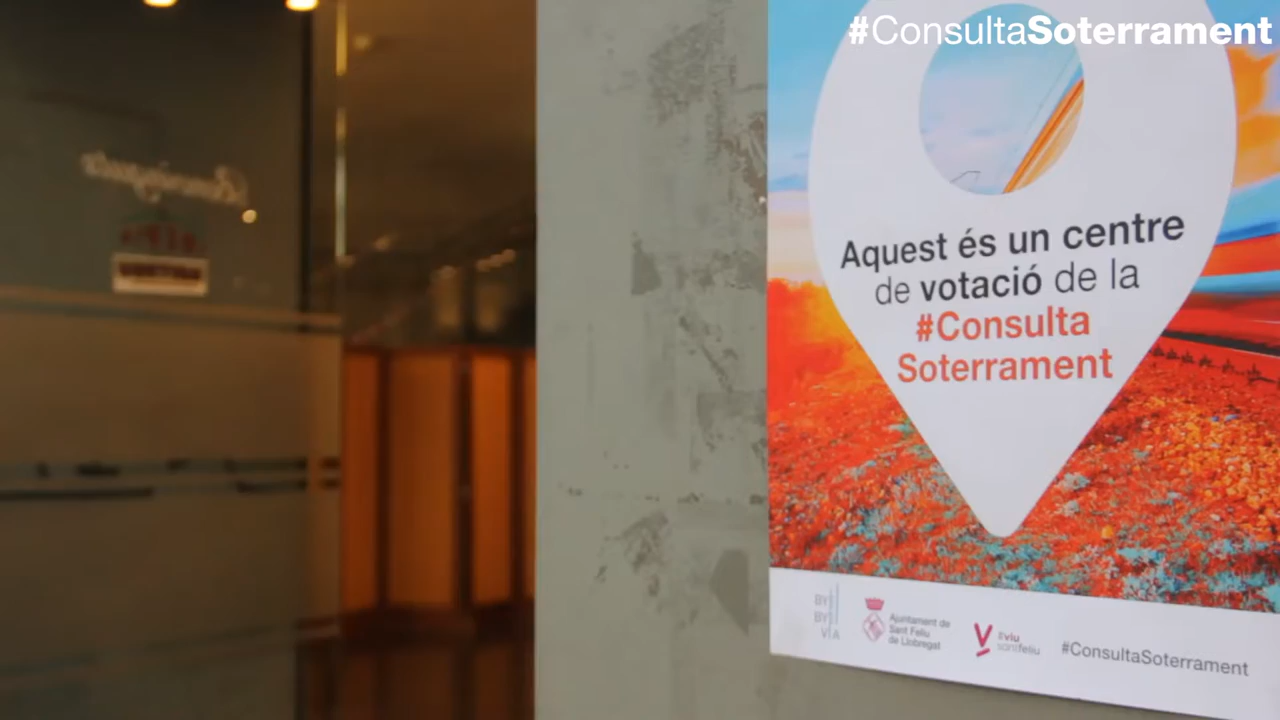 #ConsultaSoterrament
Aquest és un centre
de votació de la
#Consulta
Soterrament
BY
BY
VÍA
Ajuntament de
Sant Feliu
de Llobregat
#viu
santfeliu
#ConsultaSoterrament